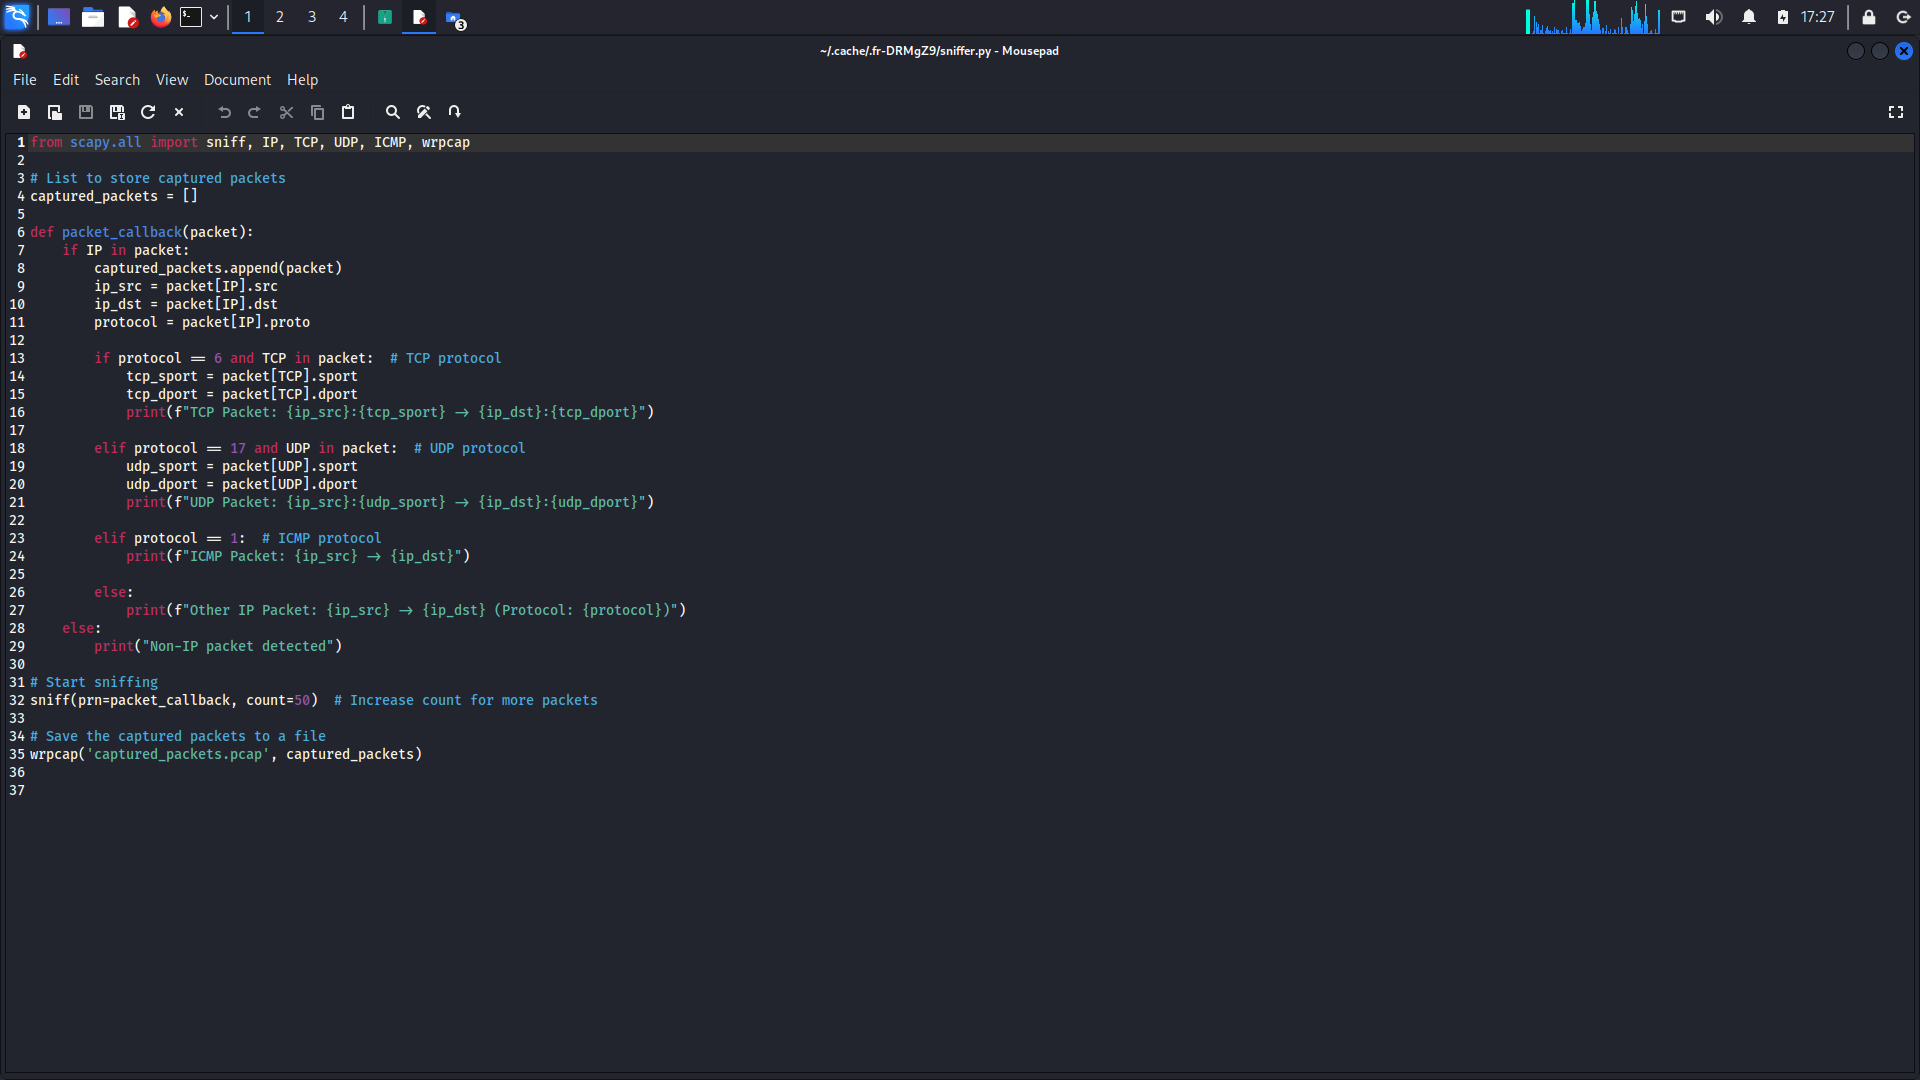 1 2 3 4 3 17:27
~/.cache/.fr-DRMgZ9/sniffer.py - Mousepad
File Edit Search View Document Help
1 from scapy.all import sniff, IP, TCP, UDP, ICMP, wrpcap
2
3 # List to store captured packets
4 captured_packets = []
5
6 def packet_callback(packet):
7     if IP in packet:
8         captured_packets.append(packet)
9         ip_src = packet[IP].src
10         ip_dst = packet[IP].dst
11         protocol = packet[IP].proto
12
13         if protocol == 6 and TCP in packet:  # TCP protocol
14             tcp_sport = packet[TCP].sport
15             tcp_dport = packet[TCP].dport
16             print(f"TCP Packet: {ip_src}:{tcp_sport} -> {ip_dst}:{tcp_dport}")
17
18         elif protocol == 17 and UDP in packet:  # UDP protocol
19             udp_sport = packet[UDP].sport
20             udp_dport = packet[UDP].dport
21             print(f"UDP Packet: {ip_src}:{udp_sport} -> {ip_dst}:{udp_dport}")
22
23         elif protocol == 1:  # ICMP protocol
24             print(f"ICMP Packet: {ip_src} -> {ip_dst}")
25
26         else:
27             print(f"Other IP Packet: {ip_src} -> {ip_dst} (Protocol: {protocol})")
28     else:
29         print("Non-IP packet detected")
30
31 # Start sniffing
32 sniff(prn=packet_callback, count=50)  # Increase count for more packets
33
34 # Save the captured packets to a file
35 wrpcap('captured_packets.pcap', captured_packets)
36
37